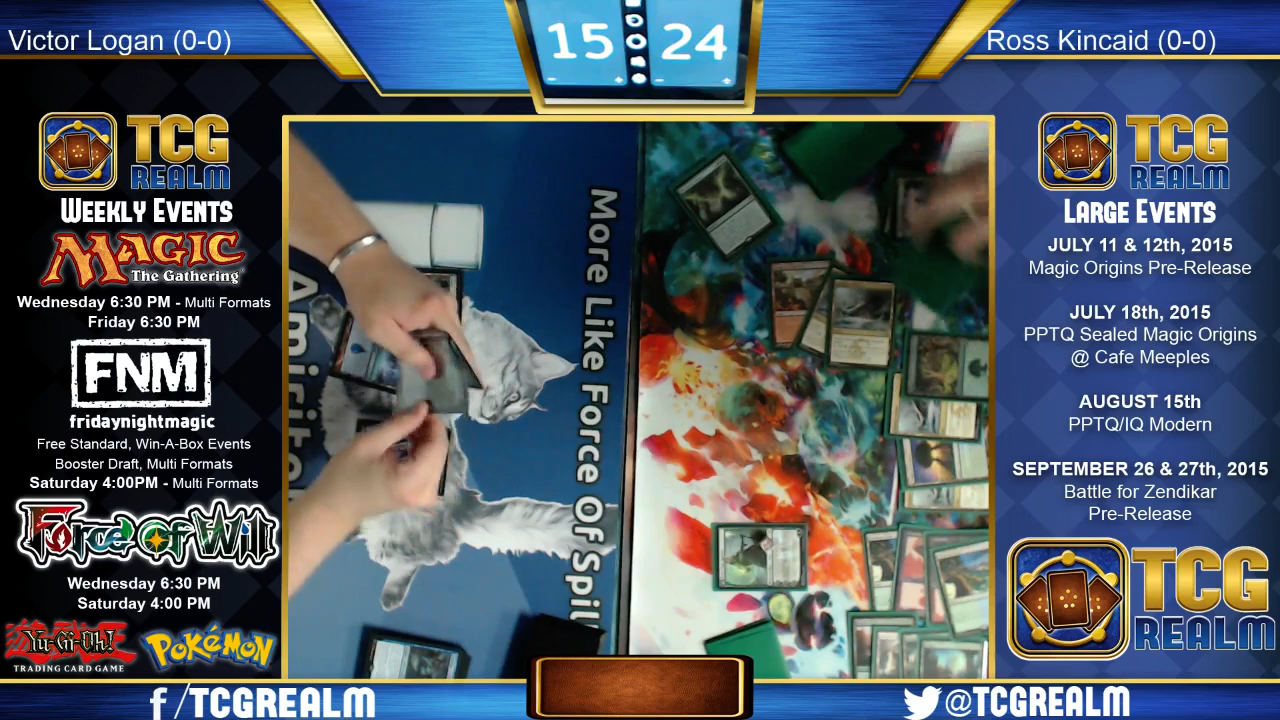 Victor Logan (0-0)
15 24
Ross Kincaid (0-0)
TCG
REALM
WEEKLY EVENTS
MAGIC
The Gathering
Wednesday 6:30 PM - Multi Formats
Friday 6:30 PM
FNM
fridaynightmagic
Free Standard, Win-A-Box Events
Booster Draft, Multi Formats
Saturday 4:00PM - Multi Formats
Force of Will
Wednesday 6:30 PM
Saturday 4:00 PM
Yu-Gi-Oh!
TRADING CARD GAME
Pokémon
More Like Force Of
TCG
REALM
LARGE EVENTS
JULY 11 & 12th, 2015
Magic Origins Pre-Release
JULY 18th, 2015
PPTQ Sealed Magic Origins
@ Cafe Meeples
AUGUST 15th
PPTQ/IQ Modern
SEPTEMBER 26 & 27th, 2015
Battle for Zendikar
Pre-Release
TCG
REALM
f/TCGREALM
@TCGREALM